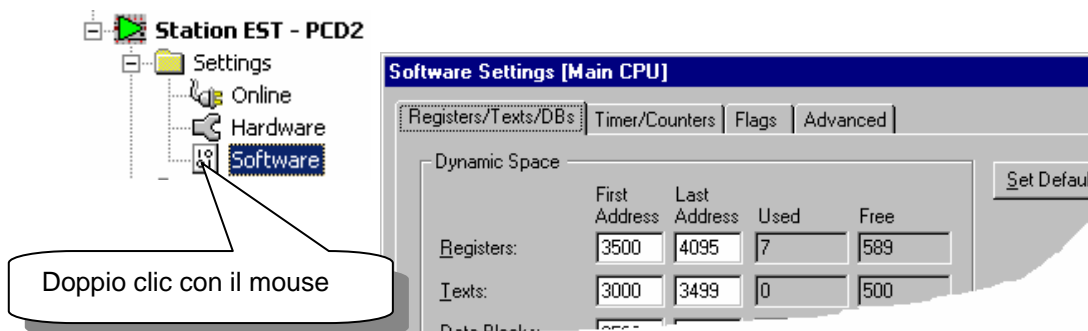 Station EST - PCD2
Settings
Online
Hardware
Software
Doppio clic con il mouse
Software Settings [Main CPU]
Registers/Texts/DBs Timer/Counters Flags Advanced
Dynamic Space
Set Defaul
First Address Last Address Used Free
Registers: 3500 4095 7 589
Texts: 3000 3499 0 500